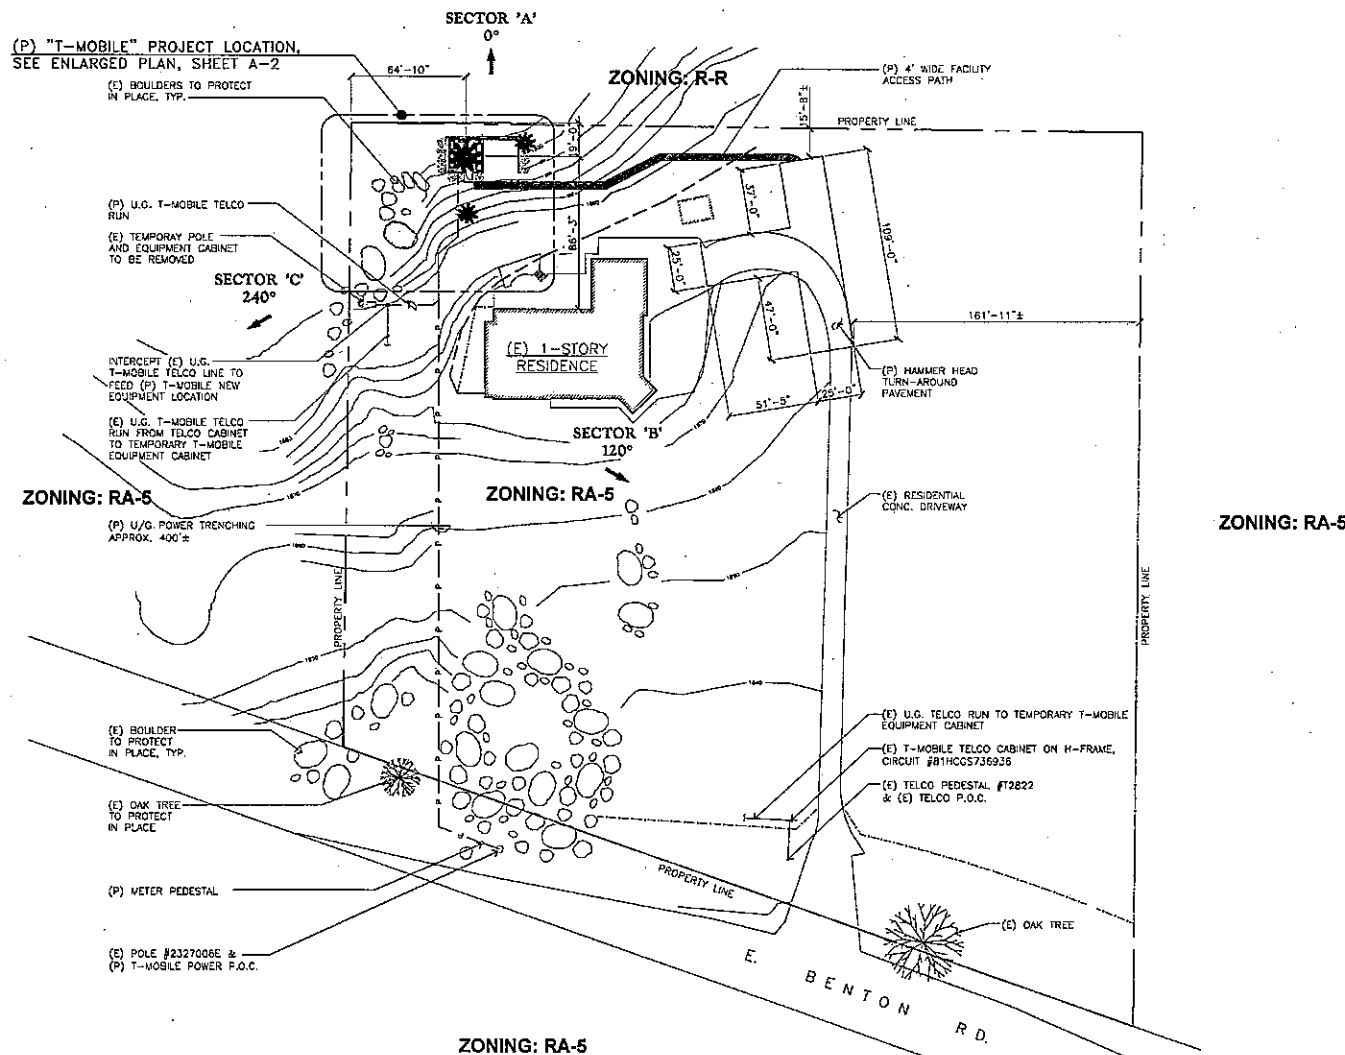 SECTOR 'A'
0°
(P) "T-MOBILE" PROJECT LOCATION,
SEE ENLARGED PLAN, SHEET A-2
64'-10"
ZONING: R-R
(P) 4' WIDE FACILITY
ACCESS PATH
(E) BOULDERS TO PROTECT
IN PLACE, TYP.
15'-8"±
PROPERTY LINE
19'-0"
37'-0"
109'-0"
(P) U.G. T-MOBILE TELCO
RUN
(E) TEMPORAY POLE
AND EQUIPMENT CABINET
TO BE REMOVED
86'-3"
25'-0"
SECTOR 'C'
240°
47'-0"
161'-11"±
(E) 1-STORY
RESIDENCE
INTERCEPT (E) U.G.
T-MOBILE TELCO LINE TO
FEED (P) T-MOBILE NEW
EQUIPMENT LOCATION
(P) HAMMER HEAD
TURN-AROUND
PAVEMENT
51'-5"
25'-0"
(E) U.G. T-MOBILE TELCO
RUN FROM TELCO CABINET
TO TEMPORARY T-MOBILE
EQUIPMENT CABINET
SECTOR 'B'
120°
ZONING: RA-5
ZONING: RA-5
(E) RESIDENTIAL
CONC. DRIVEWAY
ZONING: RA-5
(P) U/G POWER TRENCHING
APPROX. 400'±
PROPERTY LINE
PROPERTY LINE
(E) BOULDER
TO PROTECT
IN PLACE, TYP.
(E) U.G. TELCO RUN TO TEMPORARY T-MOBILE
EQUIPMENT CABINET
(E) T-MOBILE TELCO CABINET ON H-FRAME,
CIRCUIT #81HCGS736936
(E) TELCO PEDESTAL #T2822
& (E) TELCO P.O.C.
(E) OAK TREE
TO PROTECT
IN PLACE
(P) METER PEDESTAL
PROPERTY LINE
(E) OAK TREE
(E) POLE #2327006E &
(P) T-MOBILE POWER P.O.C.
E. BENTON RD.
ZONING: RA-5